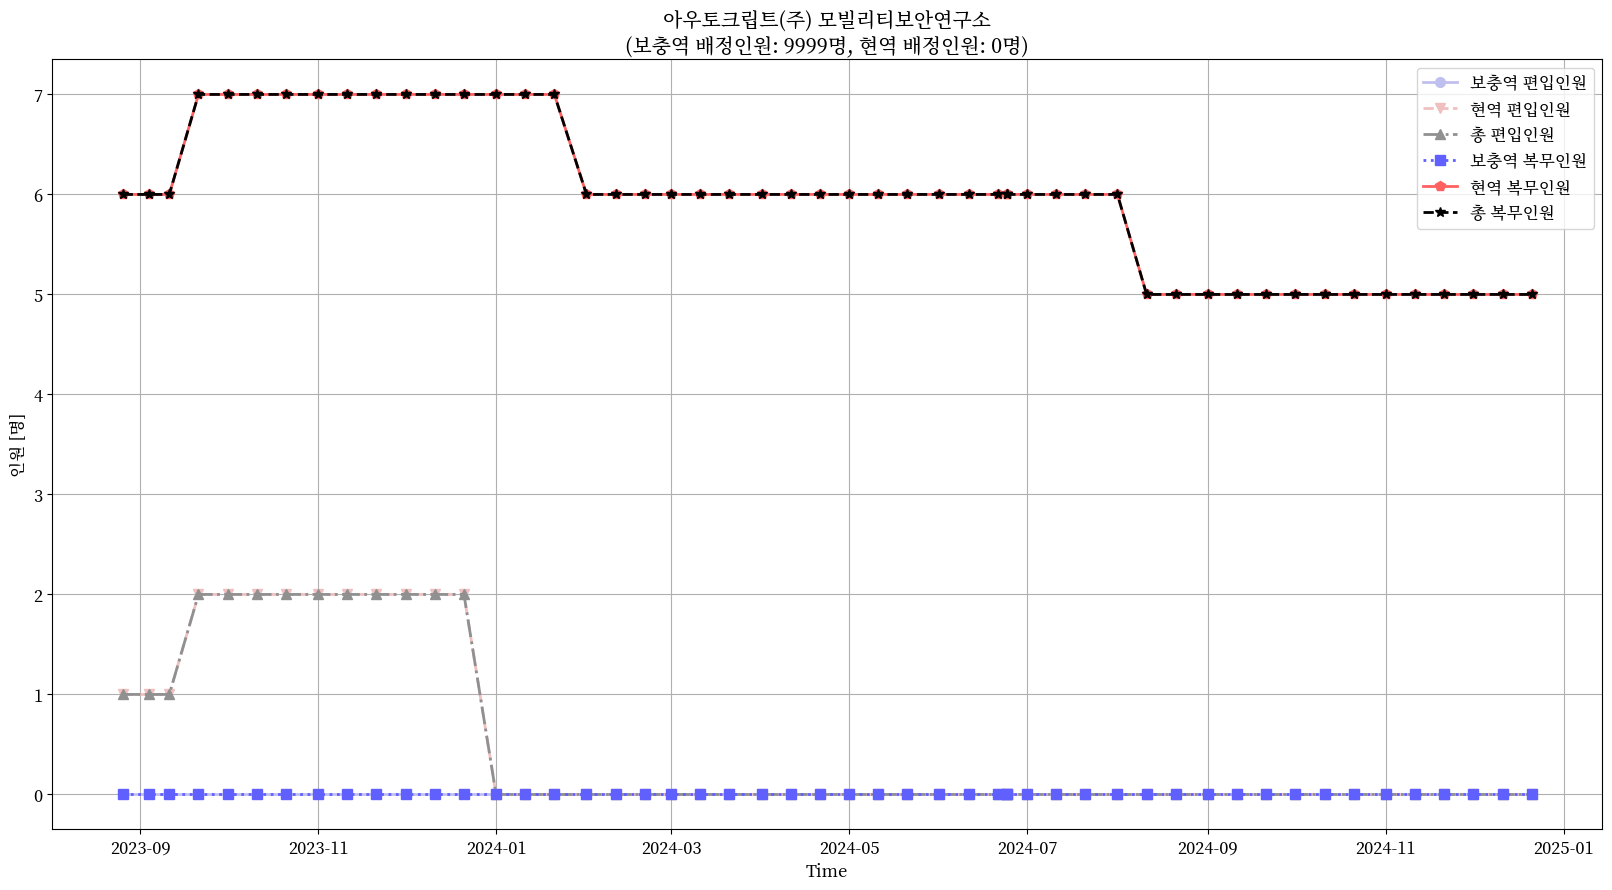 아우토크립트(주) 모빌리티보안연구소
(보충역 배정인원: 9999명, 현역 배정인원: 0명)
보충역 편입인원
현역 편입인원
총 편입인원
보충역 복무인원
현역 복무인원
총 복무인원
인원 [명]
7
6
5
4
3
2
1
0
2023-09
2023-11
2024-01
2024-03
2024-05
2024-07
2024-09
2024-11
2025-01
Time